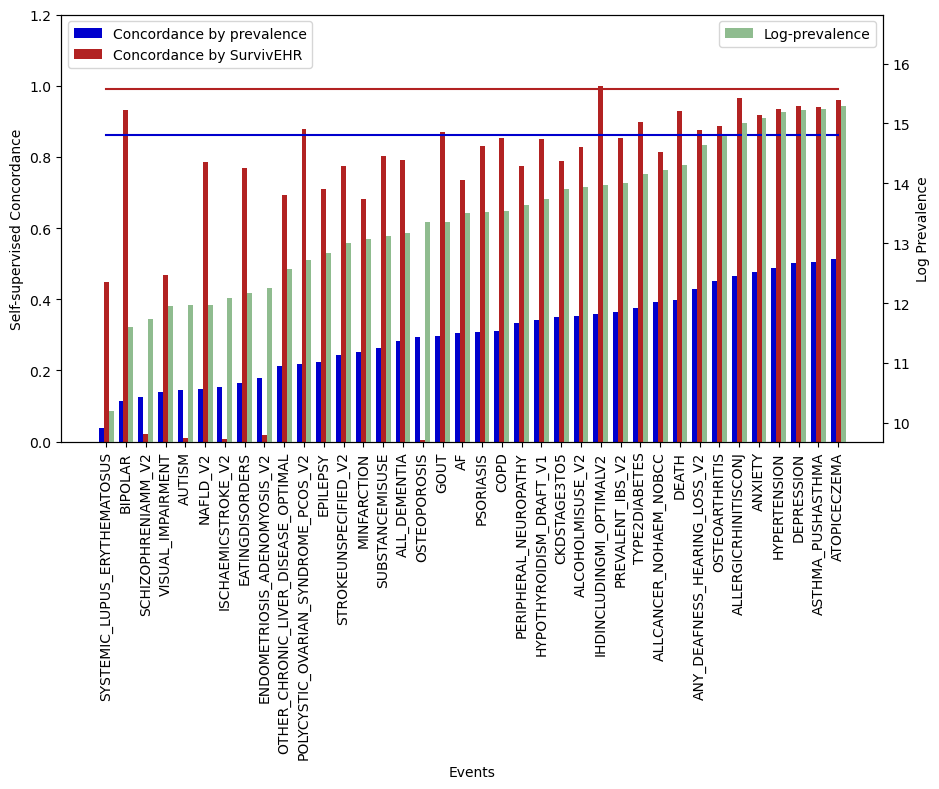 Concordance by prevalence
Concordance by SurvivEHR
Log-prevalence
Self-supervised Concordance
1.2
1.0
0.8
0.6
0.4
0.2
0.0
16
15
14
13
12
11
10
Log Prevalence
SYSTEMIC_LUPUS_ERYTHEMATOSUS
BIPOLAR
SCHIZOPHRENIAMM_V2
VISUAL_IMPAIRMENT
AUTISM
NAFLD_V2
ISCHAEMICSTROKE_V2
EATINGDISORDERS
ENDOMETRIOSIS_ADENOMYOSIS_V2
OTHER_CHRONIC_LIVER_DISEASE_OPTIMAL
POLYCYSTIC_OVARIAN_SYNDROME_PCOS_V2
EPILEPSY
STROKEUNSPECIFIED_V2
MINFARCTION
SUBSTANCEMISUSE
ALL_DEMENTIA
OSTEOPOROSIS
GOUT
AF
PSORIASIS
COPD
PERIPHERAL_NEUROPATHY
HYPOTHYROIDISM_DRAFT_V1
CKDSTAGE3TO5
ALCOHOLMISUSE_V2
IHDINCLUDINGMI_OPTIMALV2
PREVALENT_IBS_V2
TYPE2DIABETES
ALLCANCER_NOHAEM_NOBCC
DEATH
ANY_DEAFNESS_HEARING_LOSS_V2
OSTEOARTHRITIS
ALLERGICRHINITISCONJ
ANXIETY
HYPERTENSION
DEPRESSION
ASTHMA_PUSHASTHMA
ATOPICECZEMA
Events